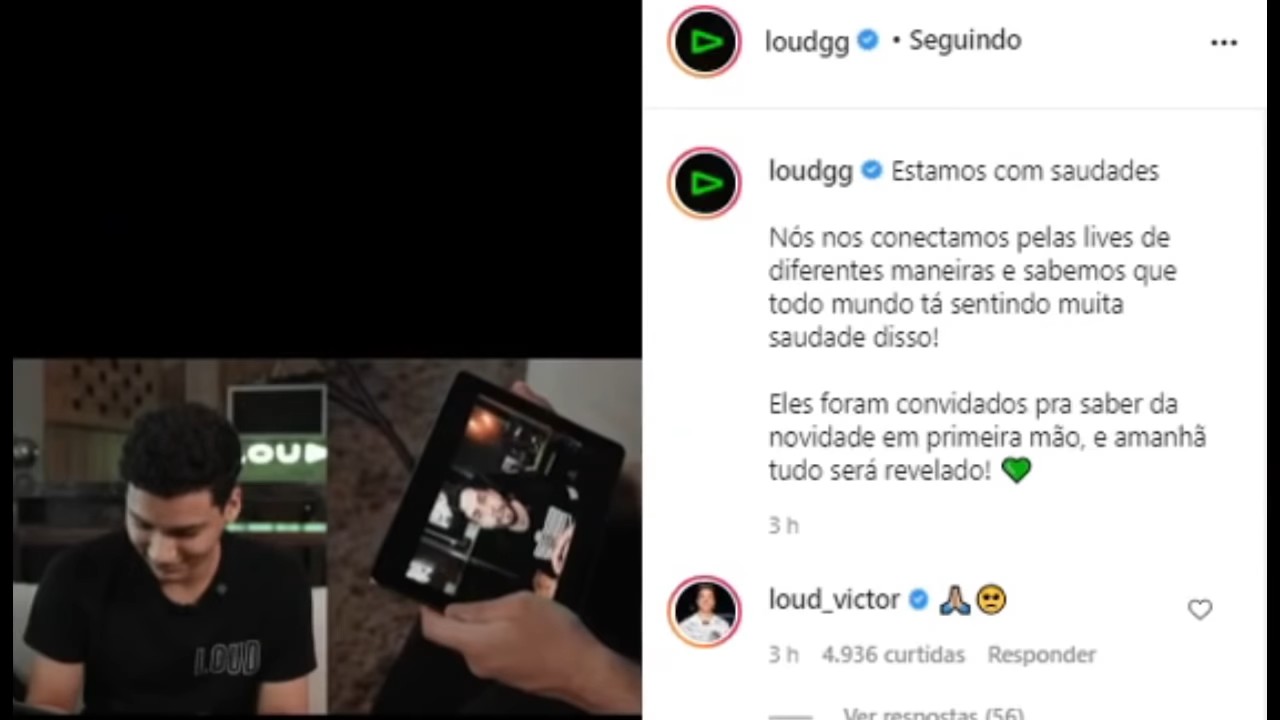 loudgg • Seguindo
loudgg Estamos com saudades
Nós nos conectamos pelas lives de
diferentes maneiras e sabemos que
todo mundo tá sentindo muita
saudade disso!
Eles foram convidados pra saber da
novidade em primeira mão, e amanhã
tudo será revelado! 💚
3 h
loud_victor 🙏🥺
3 h 4.936 curtidas Responder
Ver respostas (56)
LOUD
LOUD